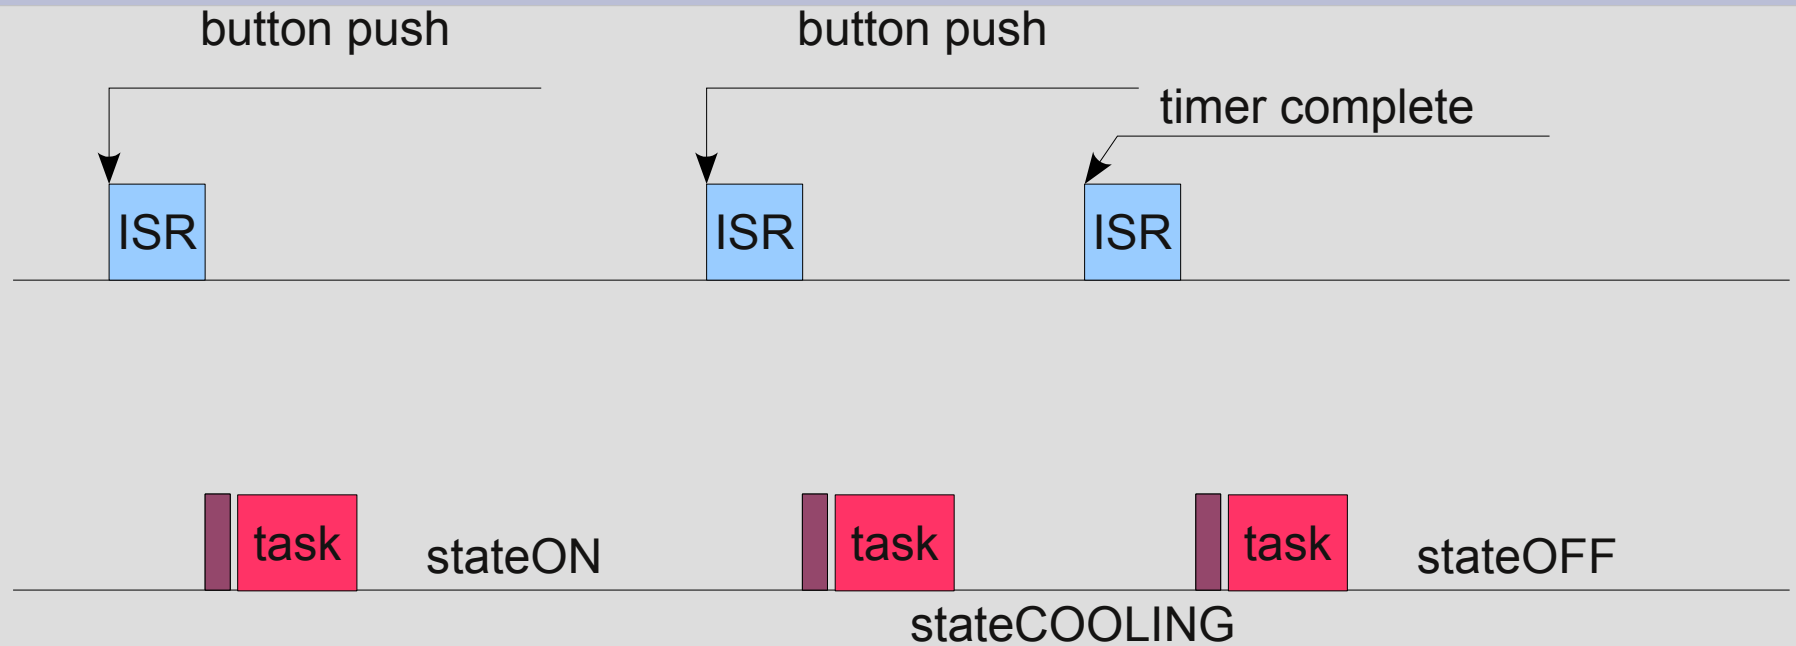 button push
button push
timer complete
ISR
ISR
ISR
task
stateON
task
task
stateOFF
stateCOOLING